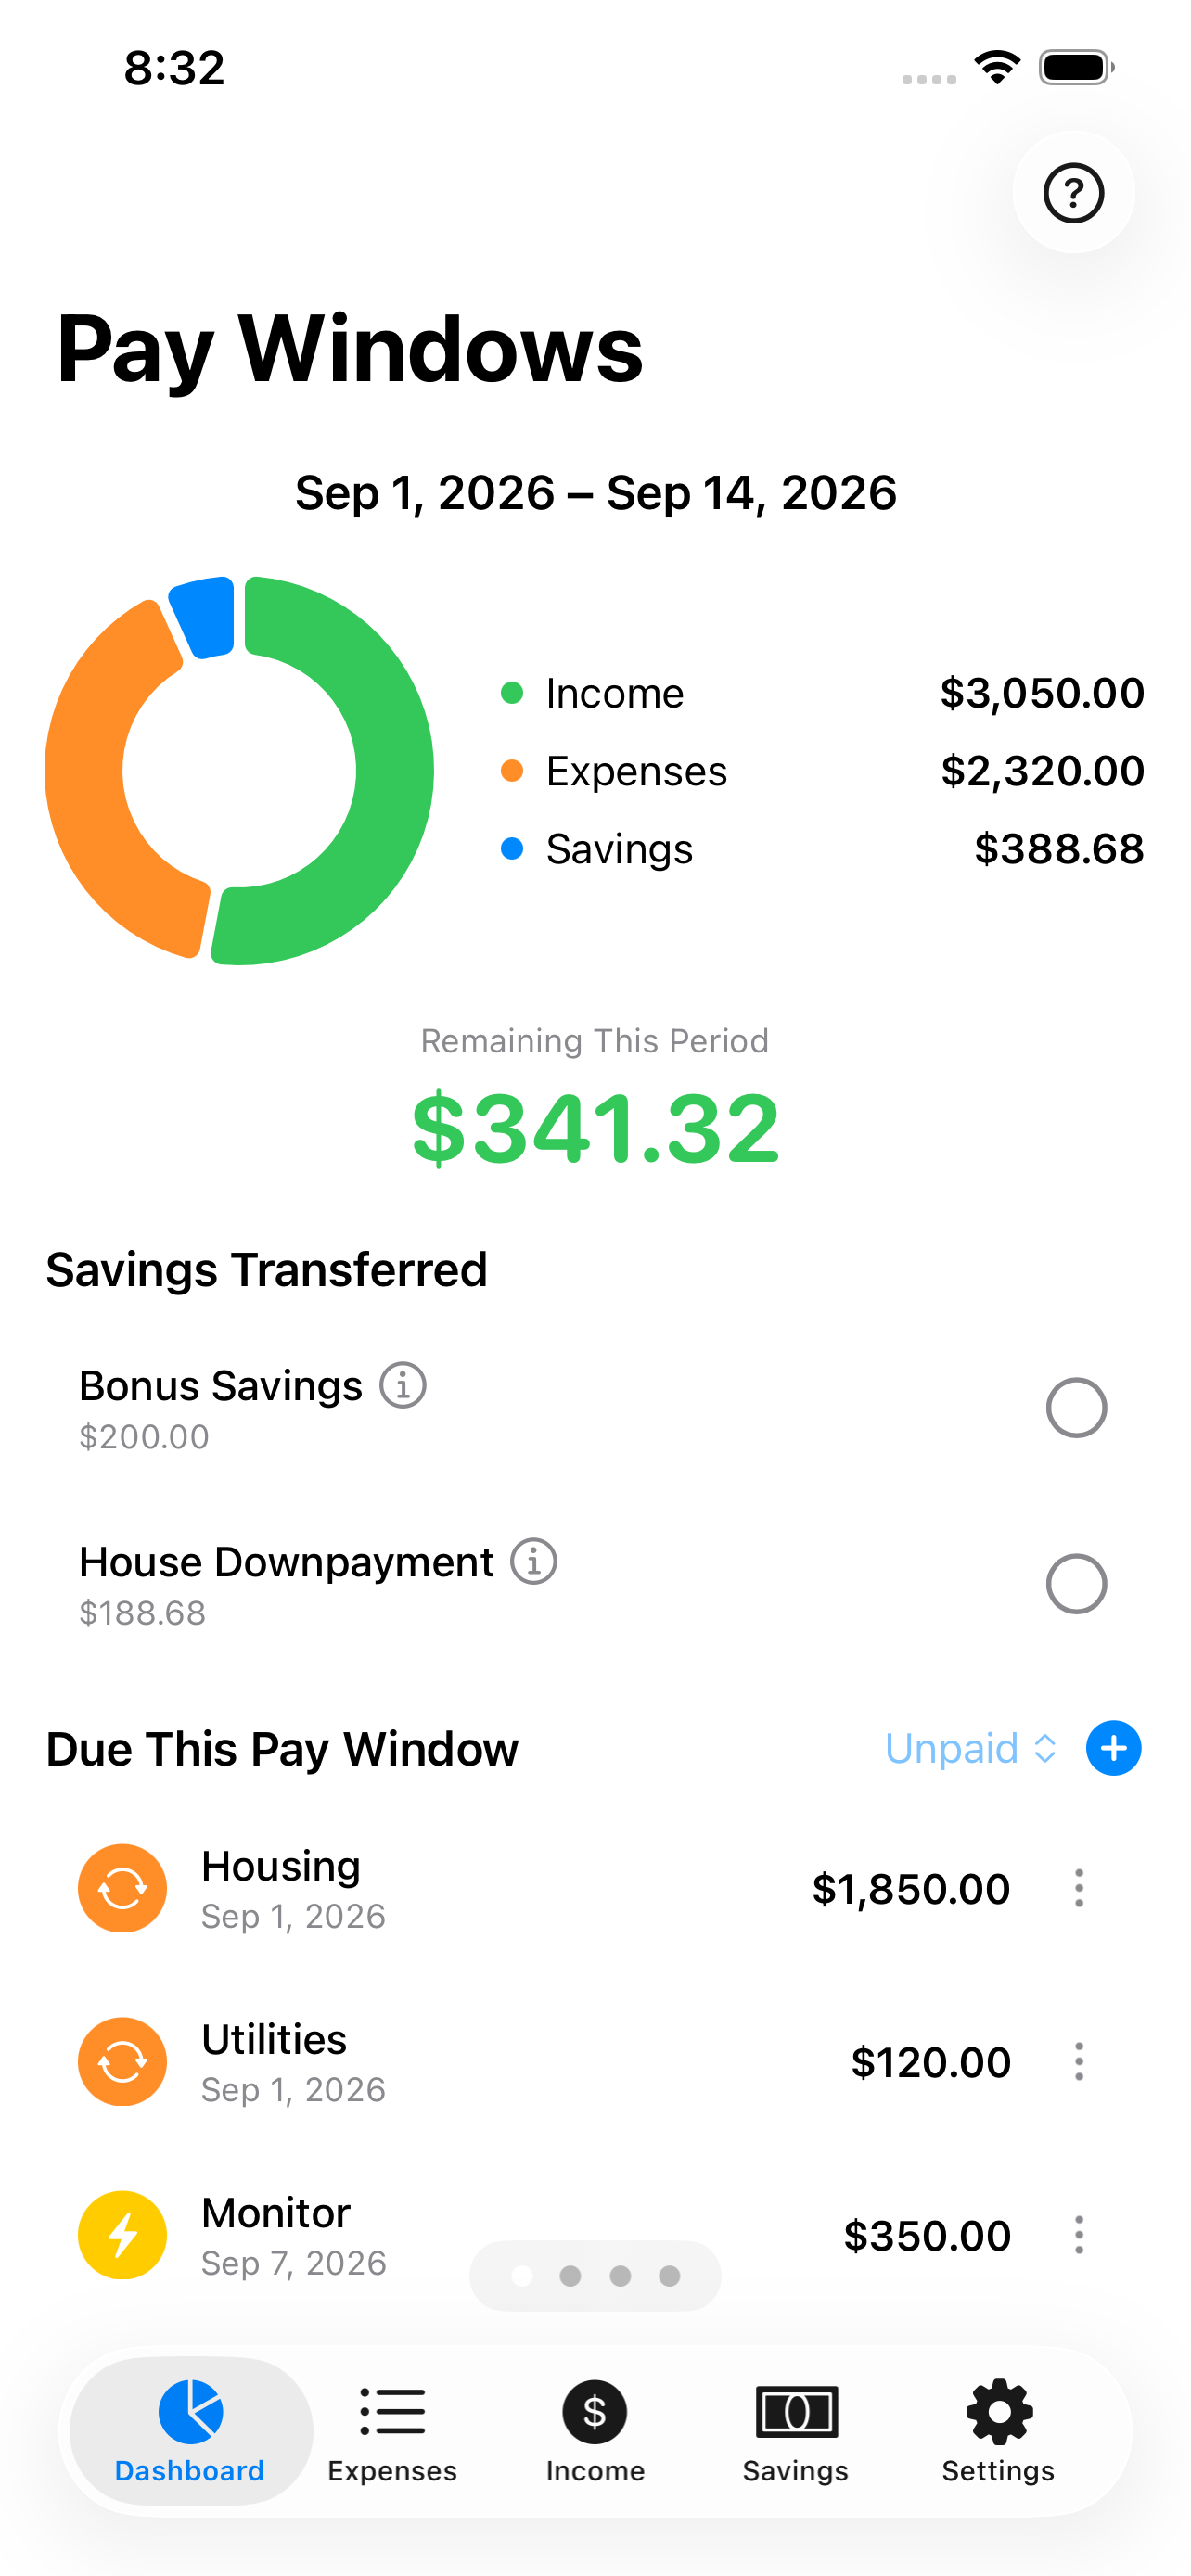 8:32
Pay Windows
Sep 1, 2026 – Sep 14, 2026
Income $3,050.00
Expenses $2,320.00
Savings $388.68
Remaining This Period
$341.32
Savings Transferred
Bonus Savings
$200.00
House Downpayment
$188.68
Due This Pay Window Unpaid
Housing
Sep 1, 2026
$1,850.00
Utilities
Sep 1, 2026
$120.00
Monitor
Sep 7, 2026
$350.00
Dashboard Expenses Income Savings Settings